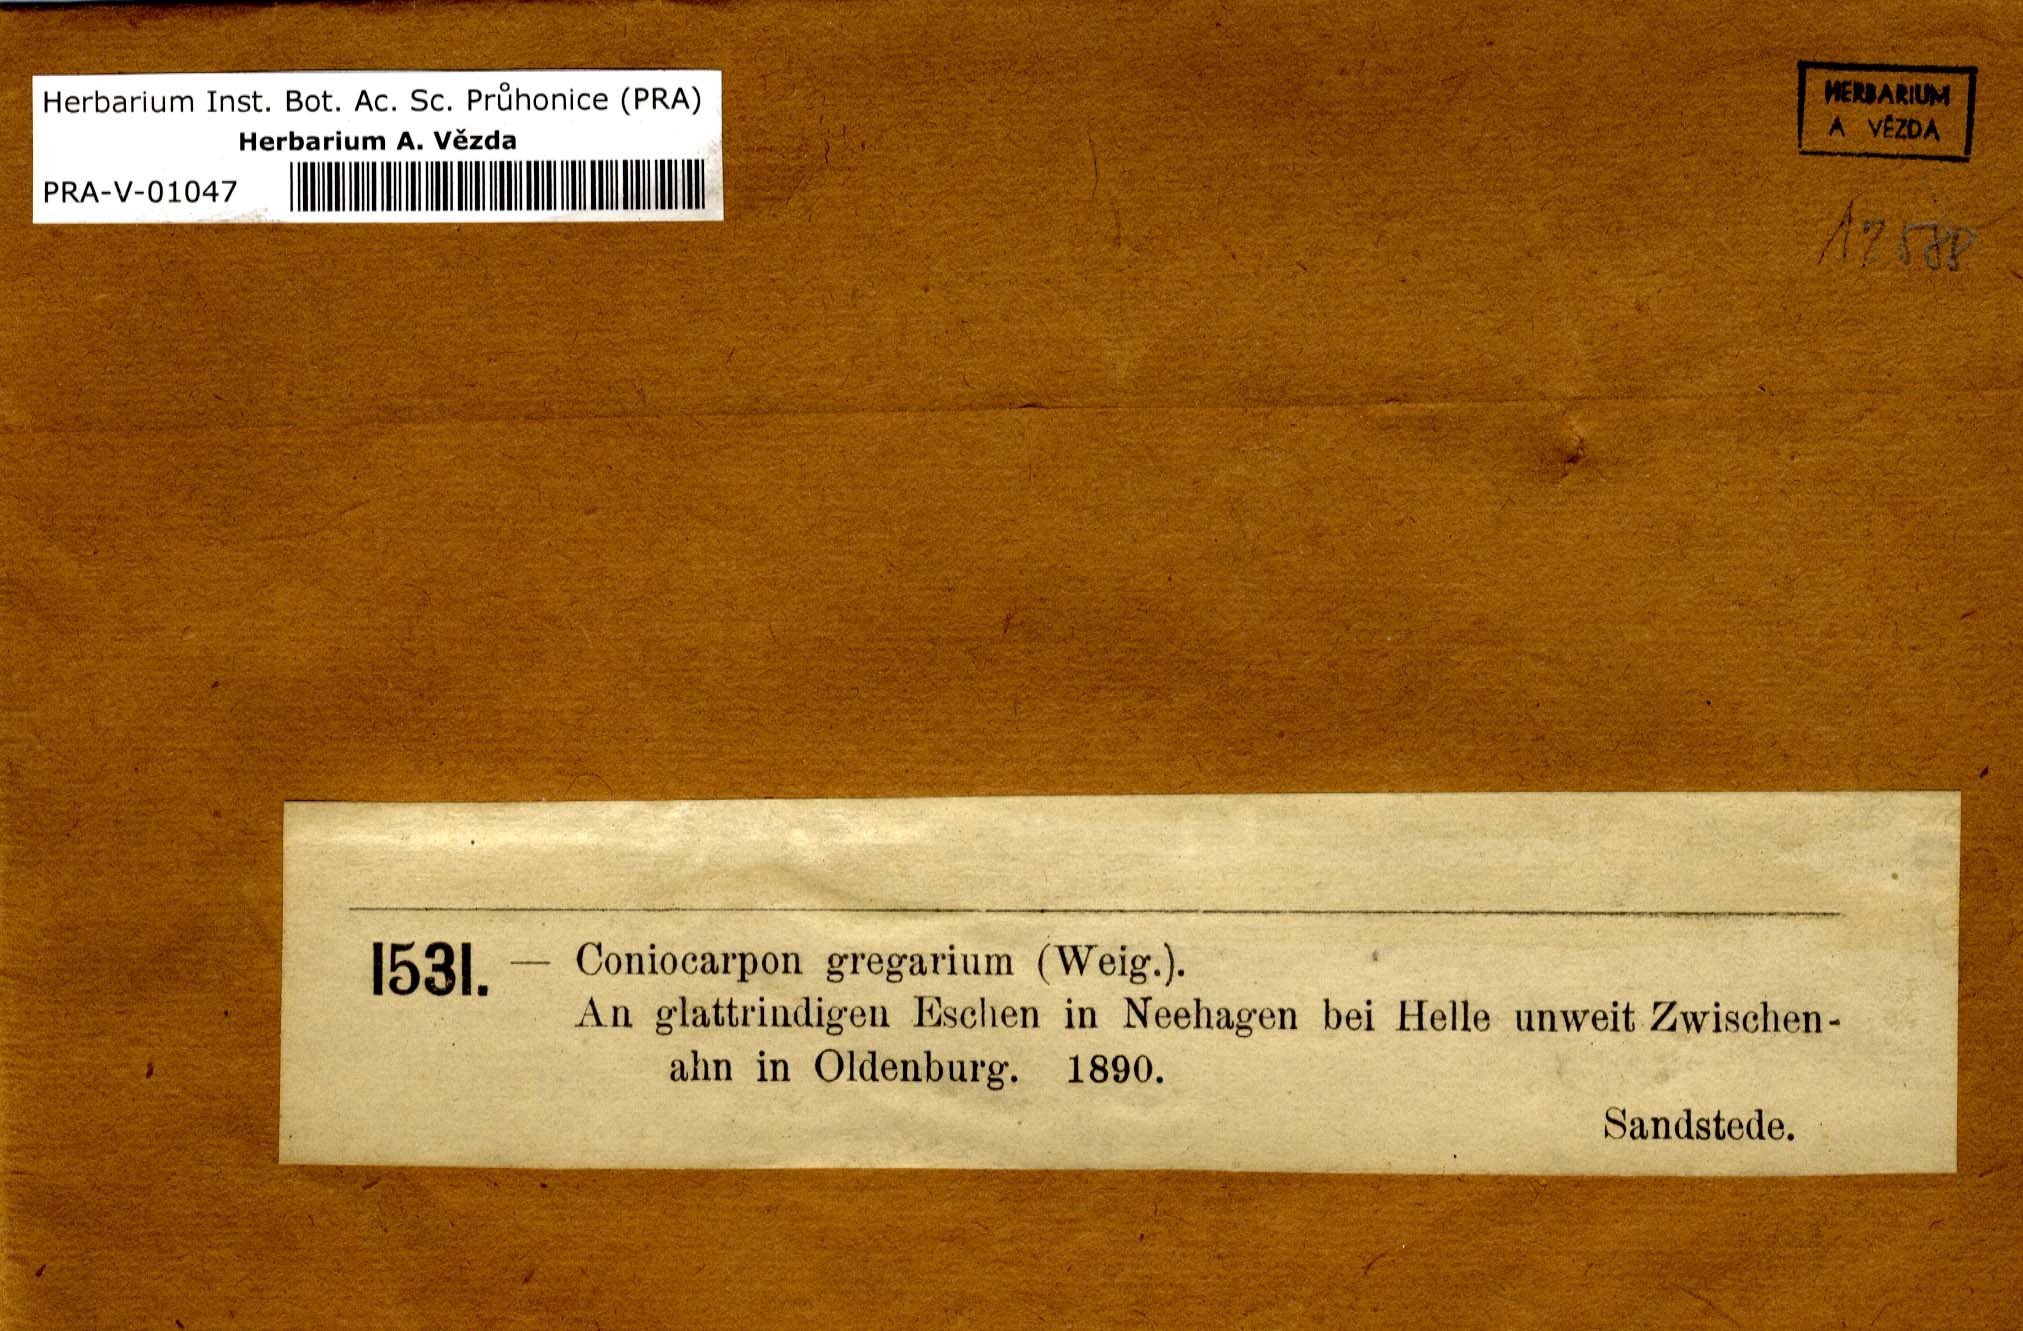 Herbarium Inst. Bot. Ac. Sc. Průhonice (PRA)
Herbarium A. Vězda
PRA-V-01047
HERBARIUM
A VĚZDA
12588
1531. — Coniocarpon gregarium (Weig.).
An glattrindigen Eschen in Neehagen bei Helle unweit Zwischen-
ahn in Oldenburg. 1890.
Sandstede.